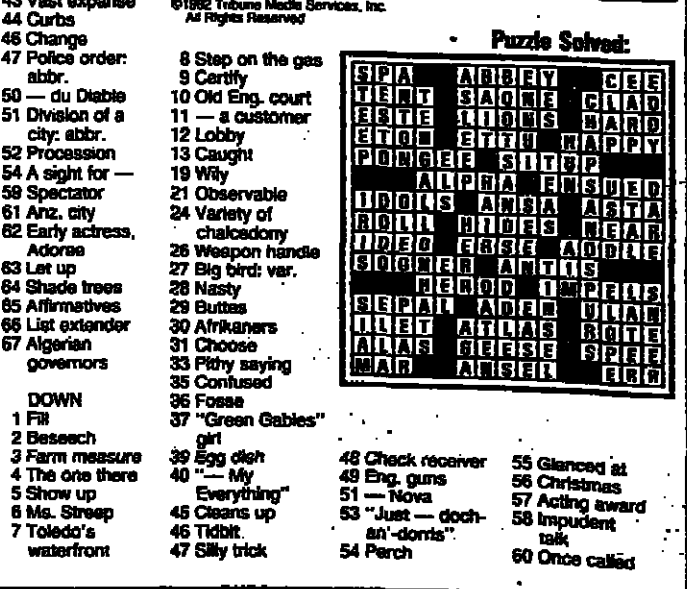 43 Vast expanse
44 Curbs
46 Change
47 Police order:
abbr.
50 — du Diable
51 Division of a
city: abbr.
52 Procession
54 A sight for —
59 Spectator
61 Ariz. city
62 Early actress,
Adoree
63 Let up
64 Shade trees
65 Affirmatives
66 List extender
67 Algerian
governors
DOWN
1 Fill
2 Beseech
3 Farm measure
4 The one there
5 Show up
6 Ms. Streep
7 Toledo's
waterfront
©1992 Tribune Media Services, Inc.
All Rights Reserved
8 Step on the gas
9 Certify
10 Old Eng. court
11 — a customer
12 Lobby
13 Caught
19 Wily
21 Observable
24 Variety of
chalcedony
26 Weapon handle
27 Big bird: var.
28 Nasty
29 Buttes
30 Afrikaners
31 Choose
33 Pithy saying
35 Confused
36 Fosse
37 "Green Gables"
girl
39 Egg dish
40 "— My
Everything"
45 Cleans up
46 Tidbit
47 Silly trick
Puzzle Solved:
SPA ABBEY CEE
TENT SAONE CLAD
ESTE LIONS HARD
ETON ETTU HAPPY
PONGEE SITUP
ALPHA ENSUED
IDOLS ANSA ASTA
ROLL HIDES NEAR
IDEO ERSE ADDLE
SOONER ANTIS
HEROD IMPELS
SEPAL ADEN ULAN
ILET ATLAS ROTE
ALAS GEESE SPEE
MAR ANSEL ERR
48 Check receiver
49 Eng. guns
51 — Nova
53 "Just — doch-
an'-dorris"
54 Perch
55 Glanced at
56 Christmas
57 Acting award
58 Impudent
talk
60 Once called